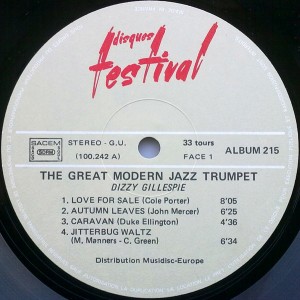 disques
festival
SACEM
SDRM
STEREO - G.U.
(100.242 A)
33 tours
FACE 1
ALBUM 215
THE GREAT MODERN JAZZ TRUMPET
DIZZY GILLESPIE
1. LOVE FOR SALE (Cole Porter) 8'05
2. AUTUMN LEAVES (John Mercer) 6'25
3. CARAVAN (Duke Ellington) 4'36
4. JITTERBUG WALTZ
(M. Manners - C. Green) 6'34
Distribution Musidisc-Europe